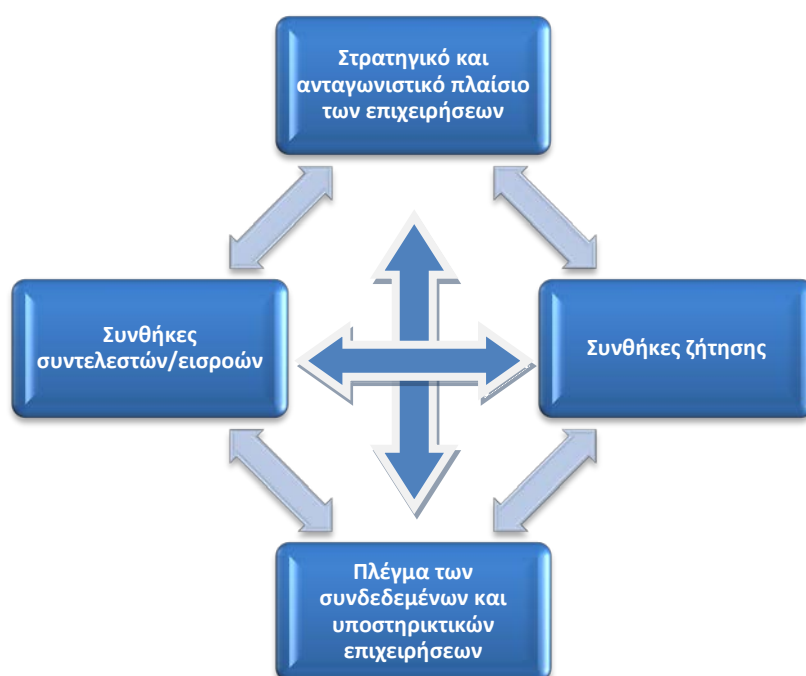 Στρατηγικό και
ανταγωνιστικό πλαίσιο
των επιχειρήσεων
Συνθήκες
συντελεστών/εισροών
Συνθήκες ζήτησης
Πλέγμα των
συνδεδεμένων και
υποστηρικτικών
επιχειρήσεων